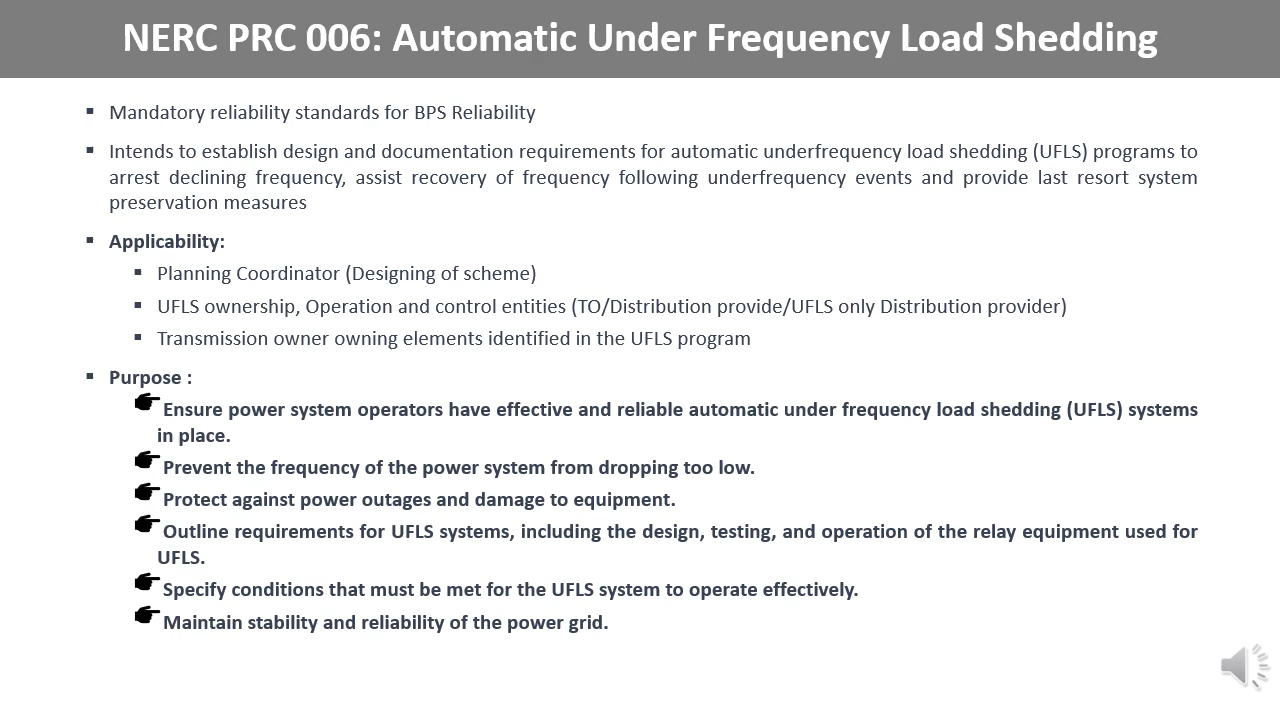 NERC PRC 006: Automatic Under Frequency Load Shedding
Mandatory reliability standards for BPS Reliability
Intends to establish design and documentation requirements for automatic underfrequency load shedding (UFLS) programs to
arrest declining frequency, assist recovery of frequency following underfrequency events and provide last resort system
preservation measures
Applicability:
Planning Coordinator (Designing of scheme)
UFLS ownership, Operation and control entities (TO/Distribution provide/UFLS only Distribution provider)
Transmission owner owning elements identified in the UFLS program
Purpose :
Ensure power system operators have effective and reliable automatic under frequency load shedding (UFLS) systems
in place.
Prevent the frequency of the power system from dropping too low.
Protect against power outages and damage to equipment.
Outline requirements for UFLS systems, including the design, testing, and operation of the relay equipment used for
UFLS.
Specify conditions that must be met for the UFLS system to operate effectively.
Maintain stability and reliability of the power grid.